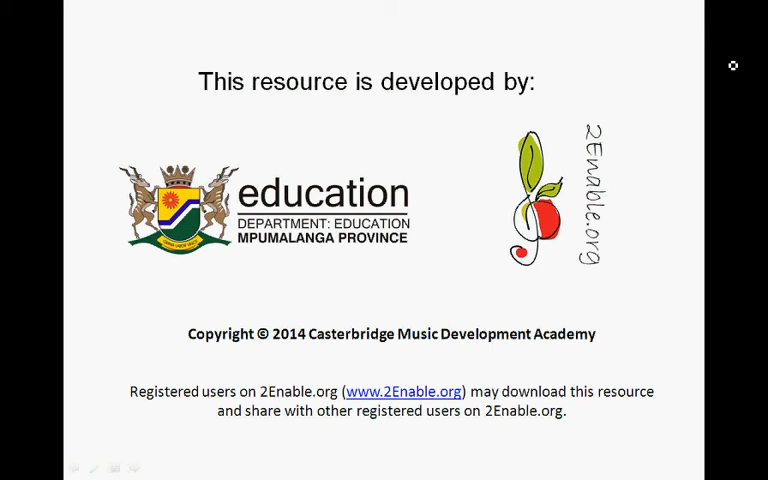 This resource is developed by:
education
DEPARTMENT: EDUCATION
MPUMALANGA PROVINCE
2Enable.org
Copyright © 2014 Casterbridge Music Development Academy
Registered users on 2Enable.org (www.2Enable.org) may download this resource
and share with other registered users on 2Enable.org.